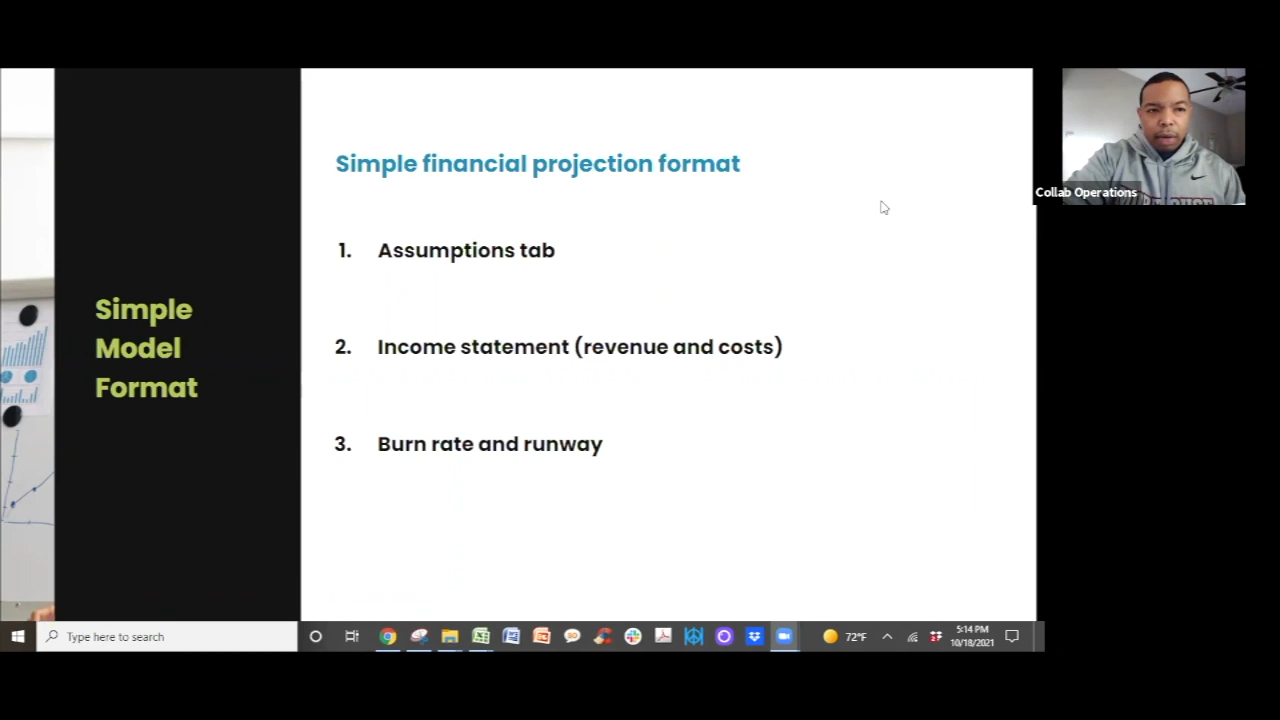 Simple financial projection format
1. Assumptions tab
2. Income statement (revenue and costs)
3. Burn rate and runway
Simple
Model
Format
Collab Operations
Type here to search
72°F
5:14 PM
10/18/2021